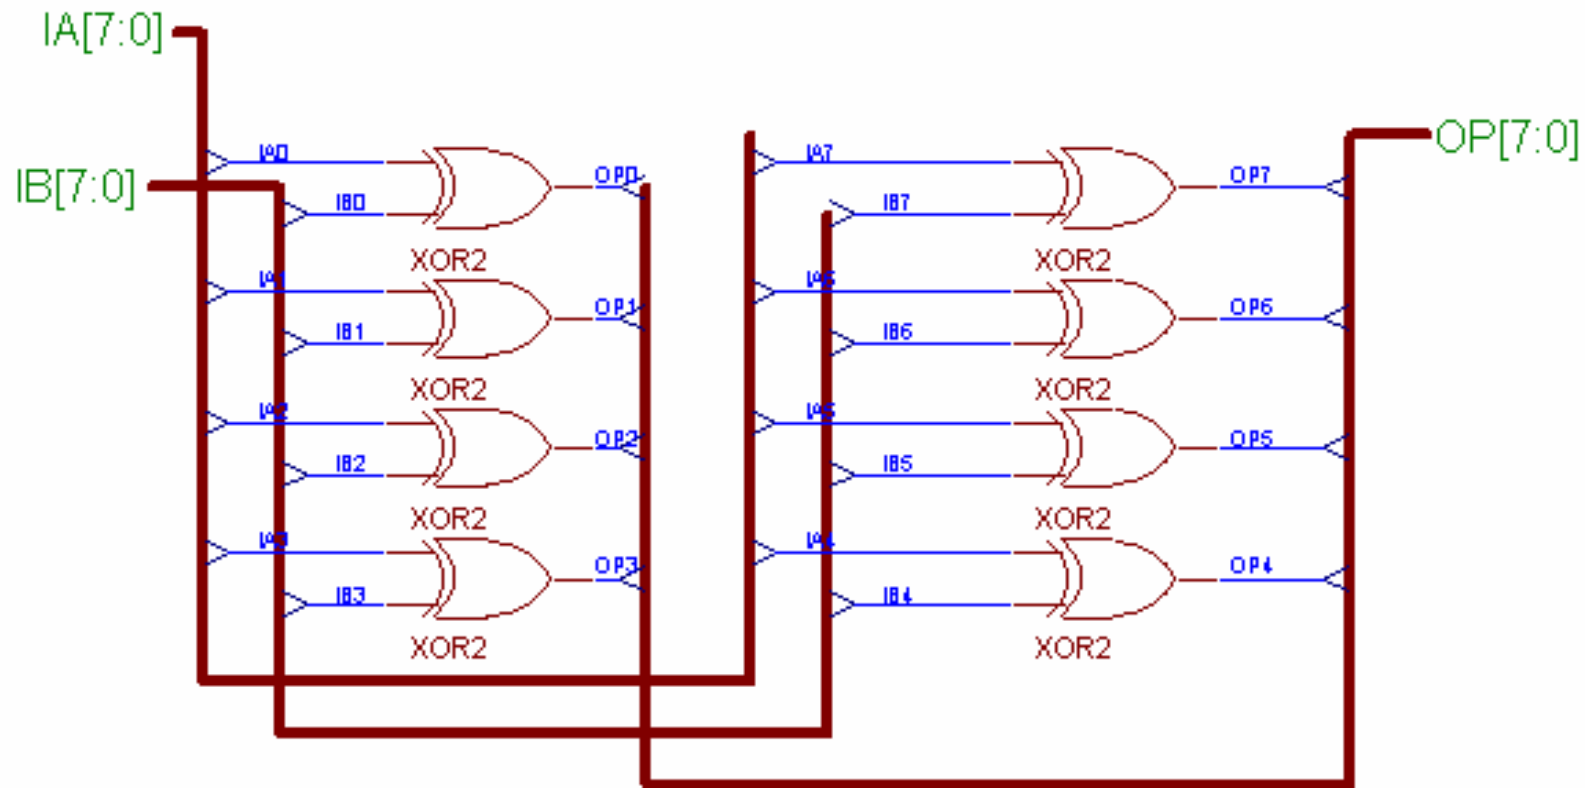 IA[7:0]
OP[7:0]
IB[7:0]
IA0
OP0
IB0
XOR2
IA1
OP1
IB1
XOR2
IA2
OP2
IB2
XOR2
IA3
OP3
IB3
XOR2
IA7
OP7
IB7
XOR2
IA6
OP6
IB6
XOR2
IA5
OP5
IB5
XOR2
IA4
OP4
IB4
XOR2